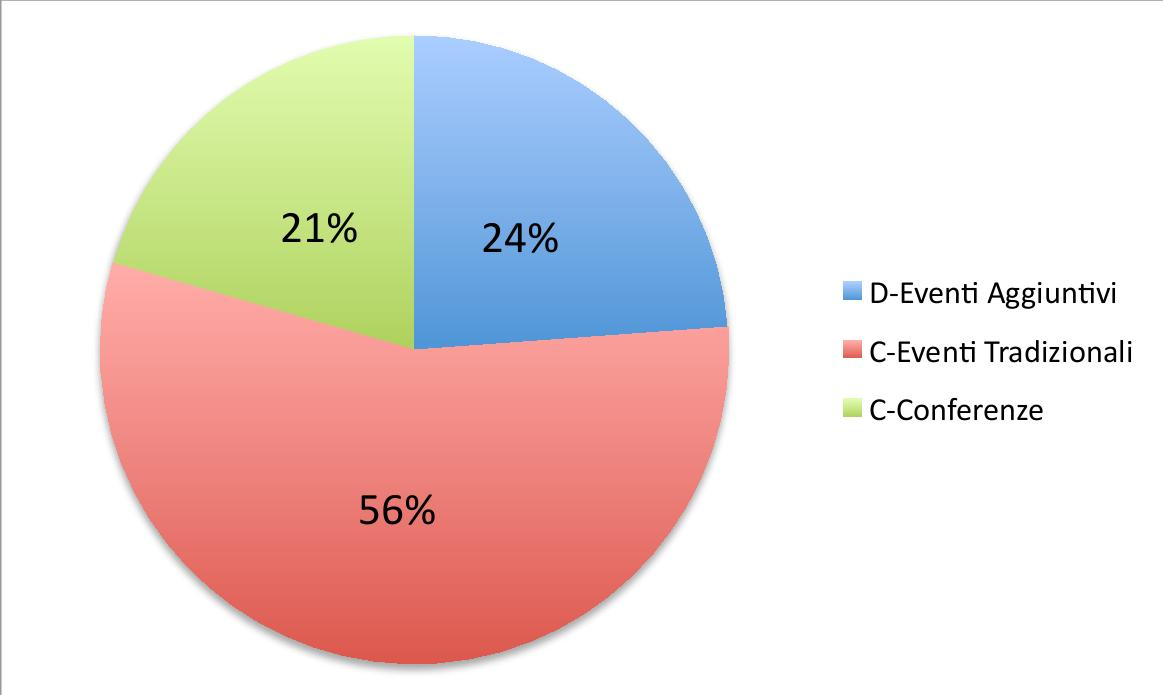 21%
24%
56%
D-Eventi Aggiuntivi
C-Eventi Tradizionali
C-Conferenze